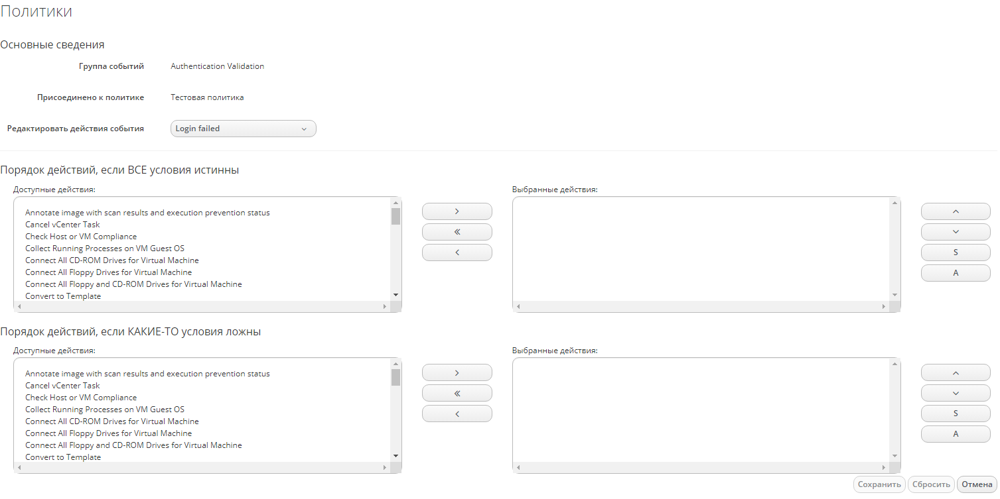 Политики
Основные сведения
Группа событий Authentication Validation
Присоединено к политике Тестовая политика
Редактировать действия события Login failed
Порядок действий, если ВСЕ условия истинны
Доступные действия: Выбранные действия:
Annotate image with scan results and execution prevention status
Cancel vCenter Task
Check Host or VM Compliance
Collect Running Processes on VM Guest OS
Connect All CD-ROM Drives for Virtual Machine
Connect All Floppy Drives for Virtual Machine
Connect All Floppy and CD-ROM Drives for Virtual Machine
Convert to Template
S
A
Порядок действий, если КАКИЕ-ТО условия ложны
Доступные действия: Выбранные действия:
Annotate image with scan results and execution prevention status
Cancel vCenter Task
Check Host or VM Compliance
Collect Running Processes on VM Guest OS
Connect All CD-ROM Drives for Virtual Machine
Connect All Floppy Drives for Virtual Machine
Connect All Floppy and CD-ROM Drives for Virtual Machine
Convert to Template
S
A
Сохранить Сбросить Отмена